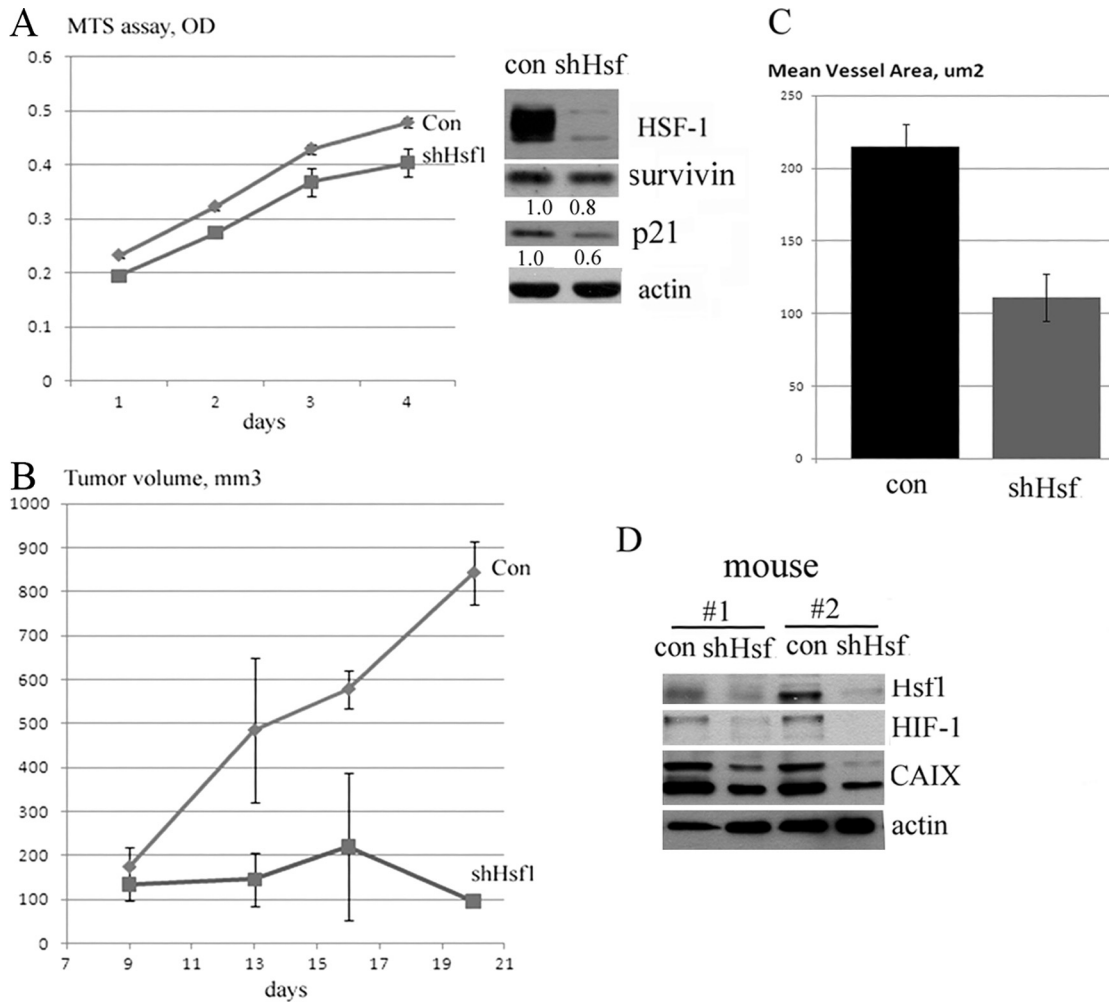 A
MTS assay, OD
0.6
0.5
0.4
0.3
0.2
0.1
0
Con
shHsf1
1 2 3 4
days
con shHsf
HSF-1
survivin
1.0 0.8
p21
1.0 0.6
actin
C
Mean Vessel Area, um2
250
200
150
100
50
0
con shHsf
B
Tumor volume, mm3
1000
900
800
700
600
500
400
300
200
100
0
Con
shHsf1
7 9 11 13 15 17 19 21
days
D
mouse
#1 #2
con shHsf con shHsf
Hsf1
HIF-1
CAIX
actin